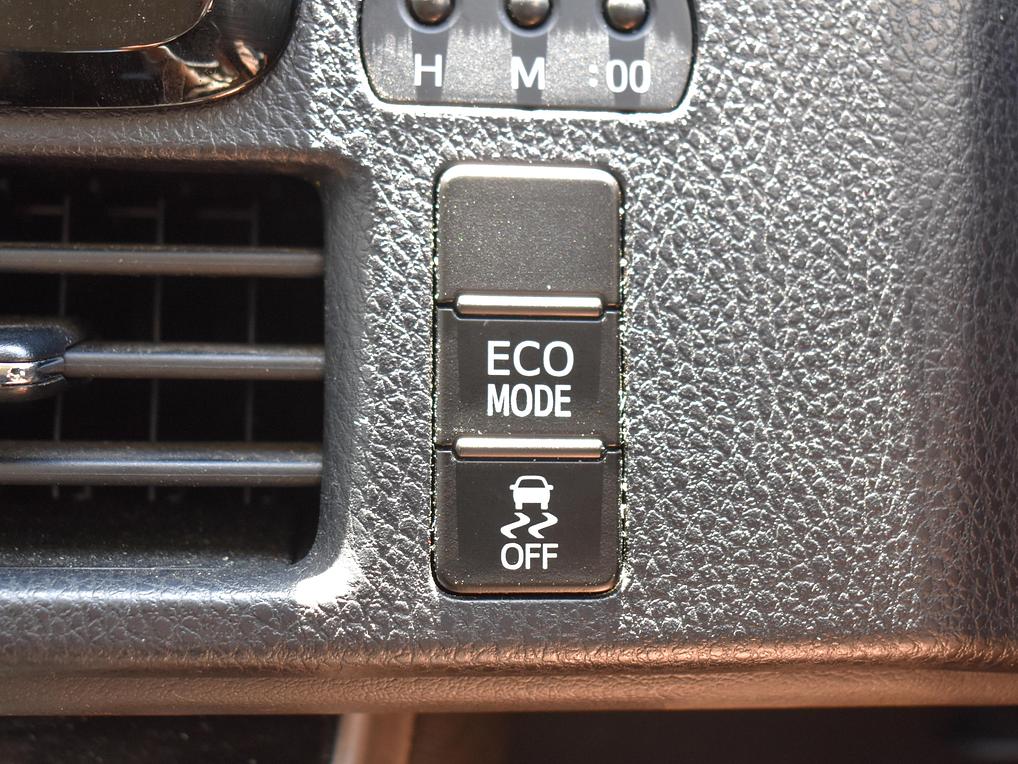 H M :00
ECO
MODE
OFF